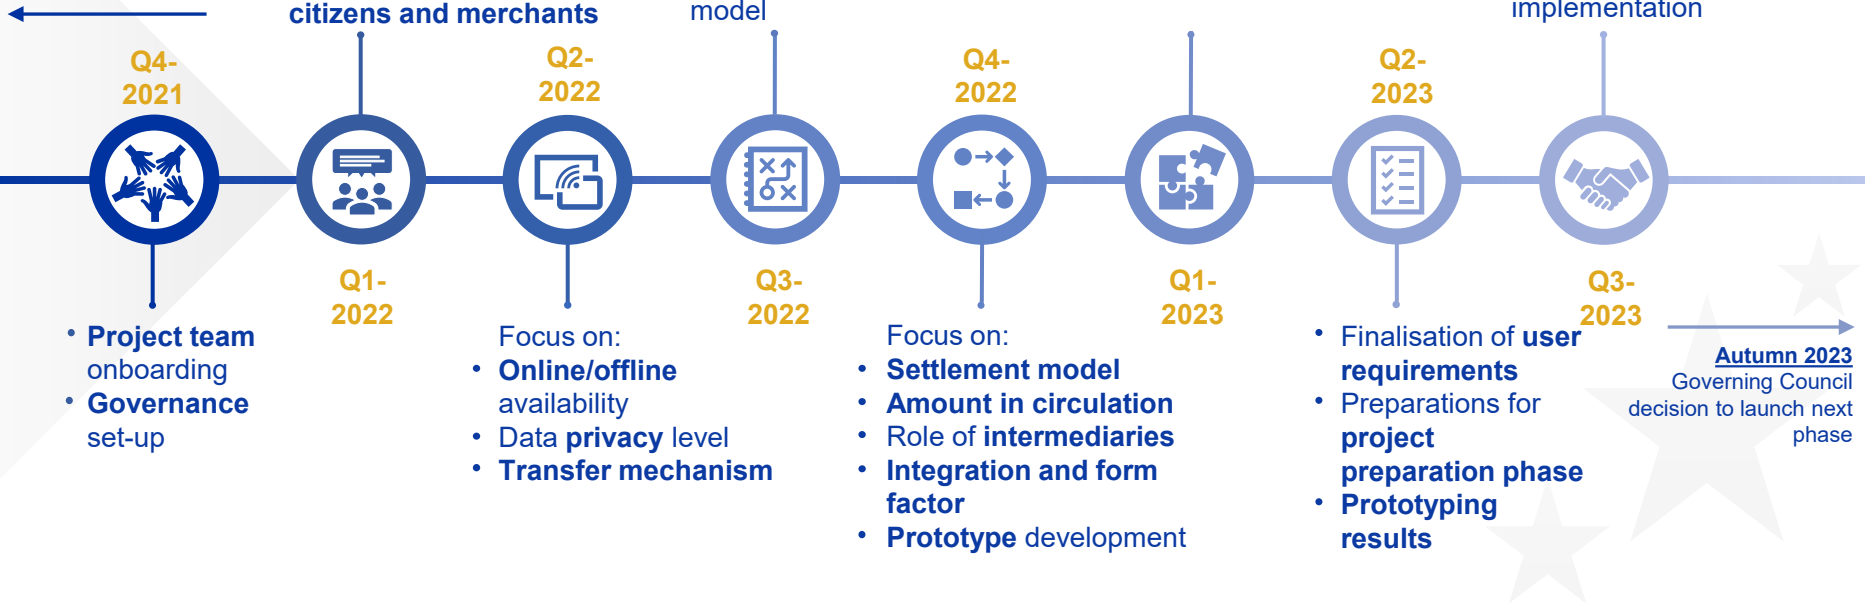 citizens and merchants
model
implementation
Q4-
2021
Project team
onboarding
Governance
set-up
Q1-
2022
Q2-
2022
Focus on:
Online/offline
availability
Data privacy level
Transfer mechanism
Q3-
2022
Q4-
2022
Focus on:
Settlement model
Amount in circulation
Role of intermediaries
Integration and form
factor
Prototype development
Q1-
2023
Q2-
2023
Finalisation of user
requirements
Preparations for
project
preparation phase
Prototyping
results
Q3-
2023
Autumn 2023
Governing Council
decision to launch next
phase